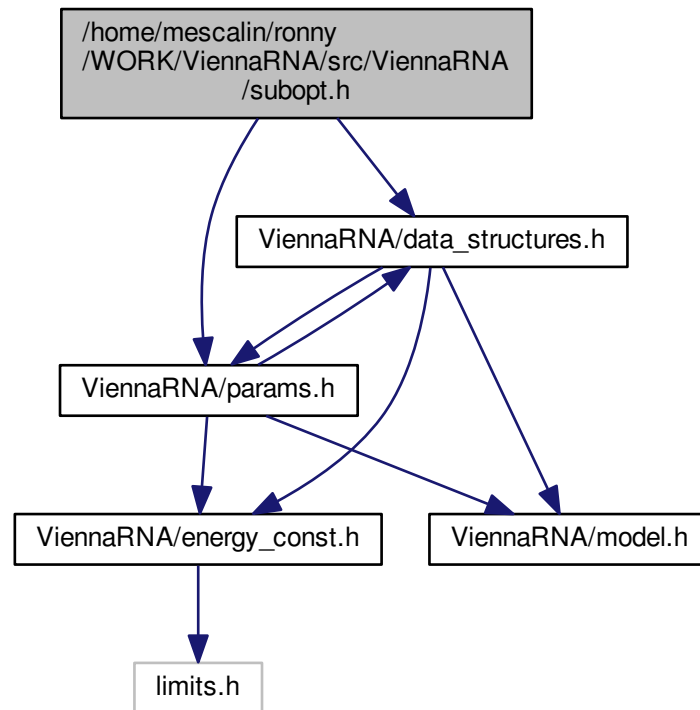 /home/mescalin/ronny
/WORK/ViennaRNA/src/ViennaRNA
/subopt.h
ViennaRNA/data_structures.h
ViennaRNA/params.h
ViennaRNA/energy_const.h
ViennaRNA/model.h
limits.h